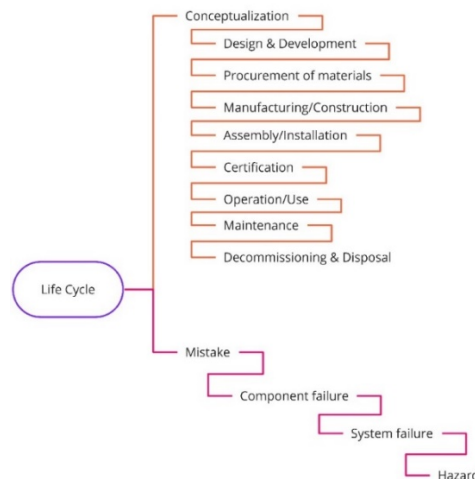 Conceptualization
Design & Development
Procurement of materials
Manufacturing/Construction
Assembly/Installation
Certification
Operation/Use
Maintenance
Decommissioning & Disposal
Life Cycle
Mistake
Component failure
System failure
Hazard